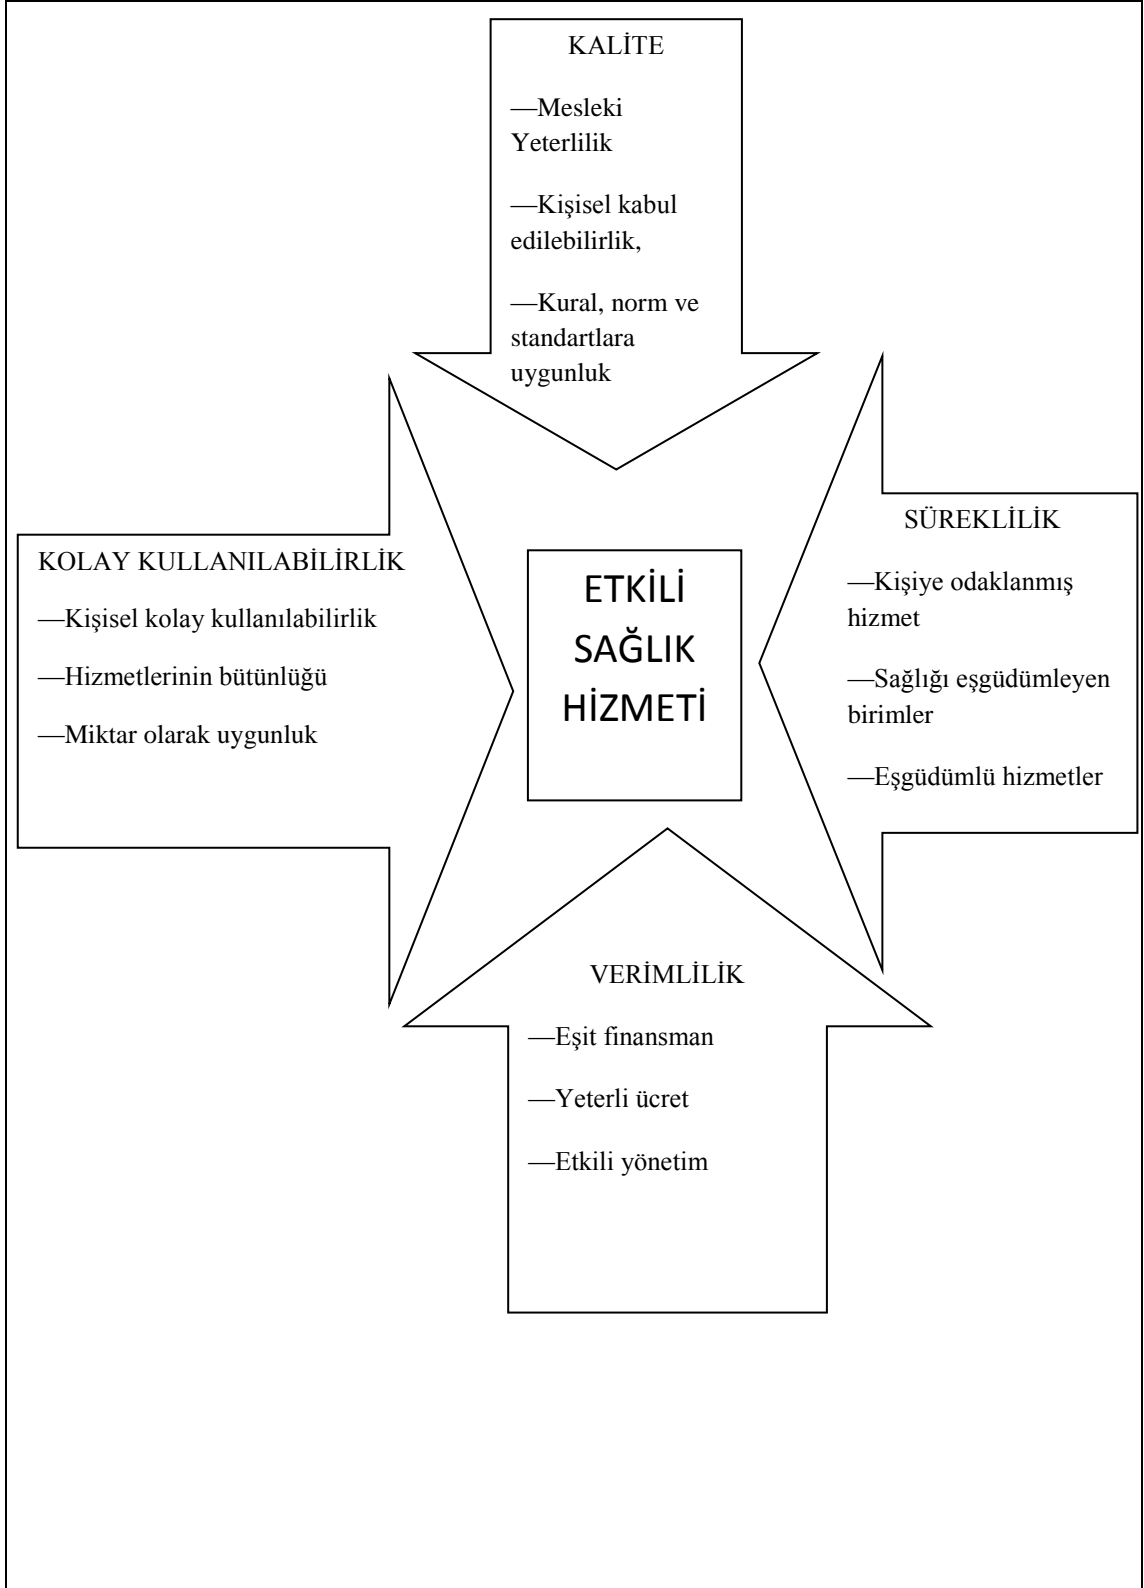 KALİTE
—Mesleki
Yeterlilik
—Kişisel kabul
edilebilirlik,
—Kural, norm ve
standartlara
uygunluk
KOLAY KULLANILABİLİRLİK
—Kişisel kolay kullanılabilirlik
—Hizmetlerinin bütünlüğü
—Miktar olarak uygunluk
ETKİLİ
SAĞLIK
HİZMETİ
SÜREKLİLİK
—Kişiye odaklanmış
hizmet
—Sağlığı eşgüdümleyen
birimler
—Eşgüdümlü hizmetler
VERİMLİLİK
—Eşit finansman
—Yeterli ücret
—Etkili yönetim